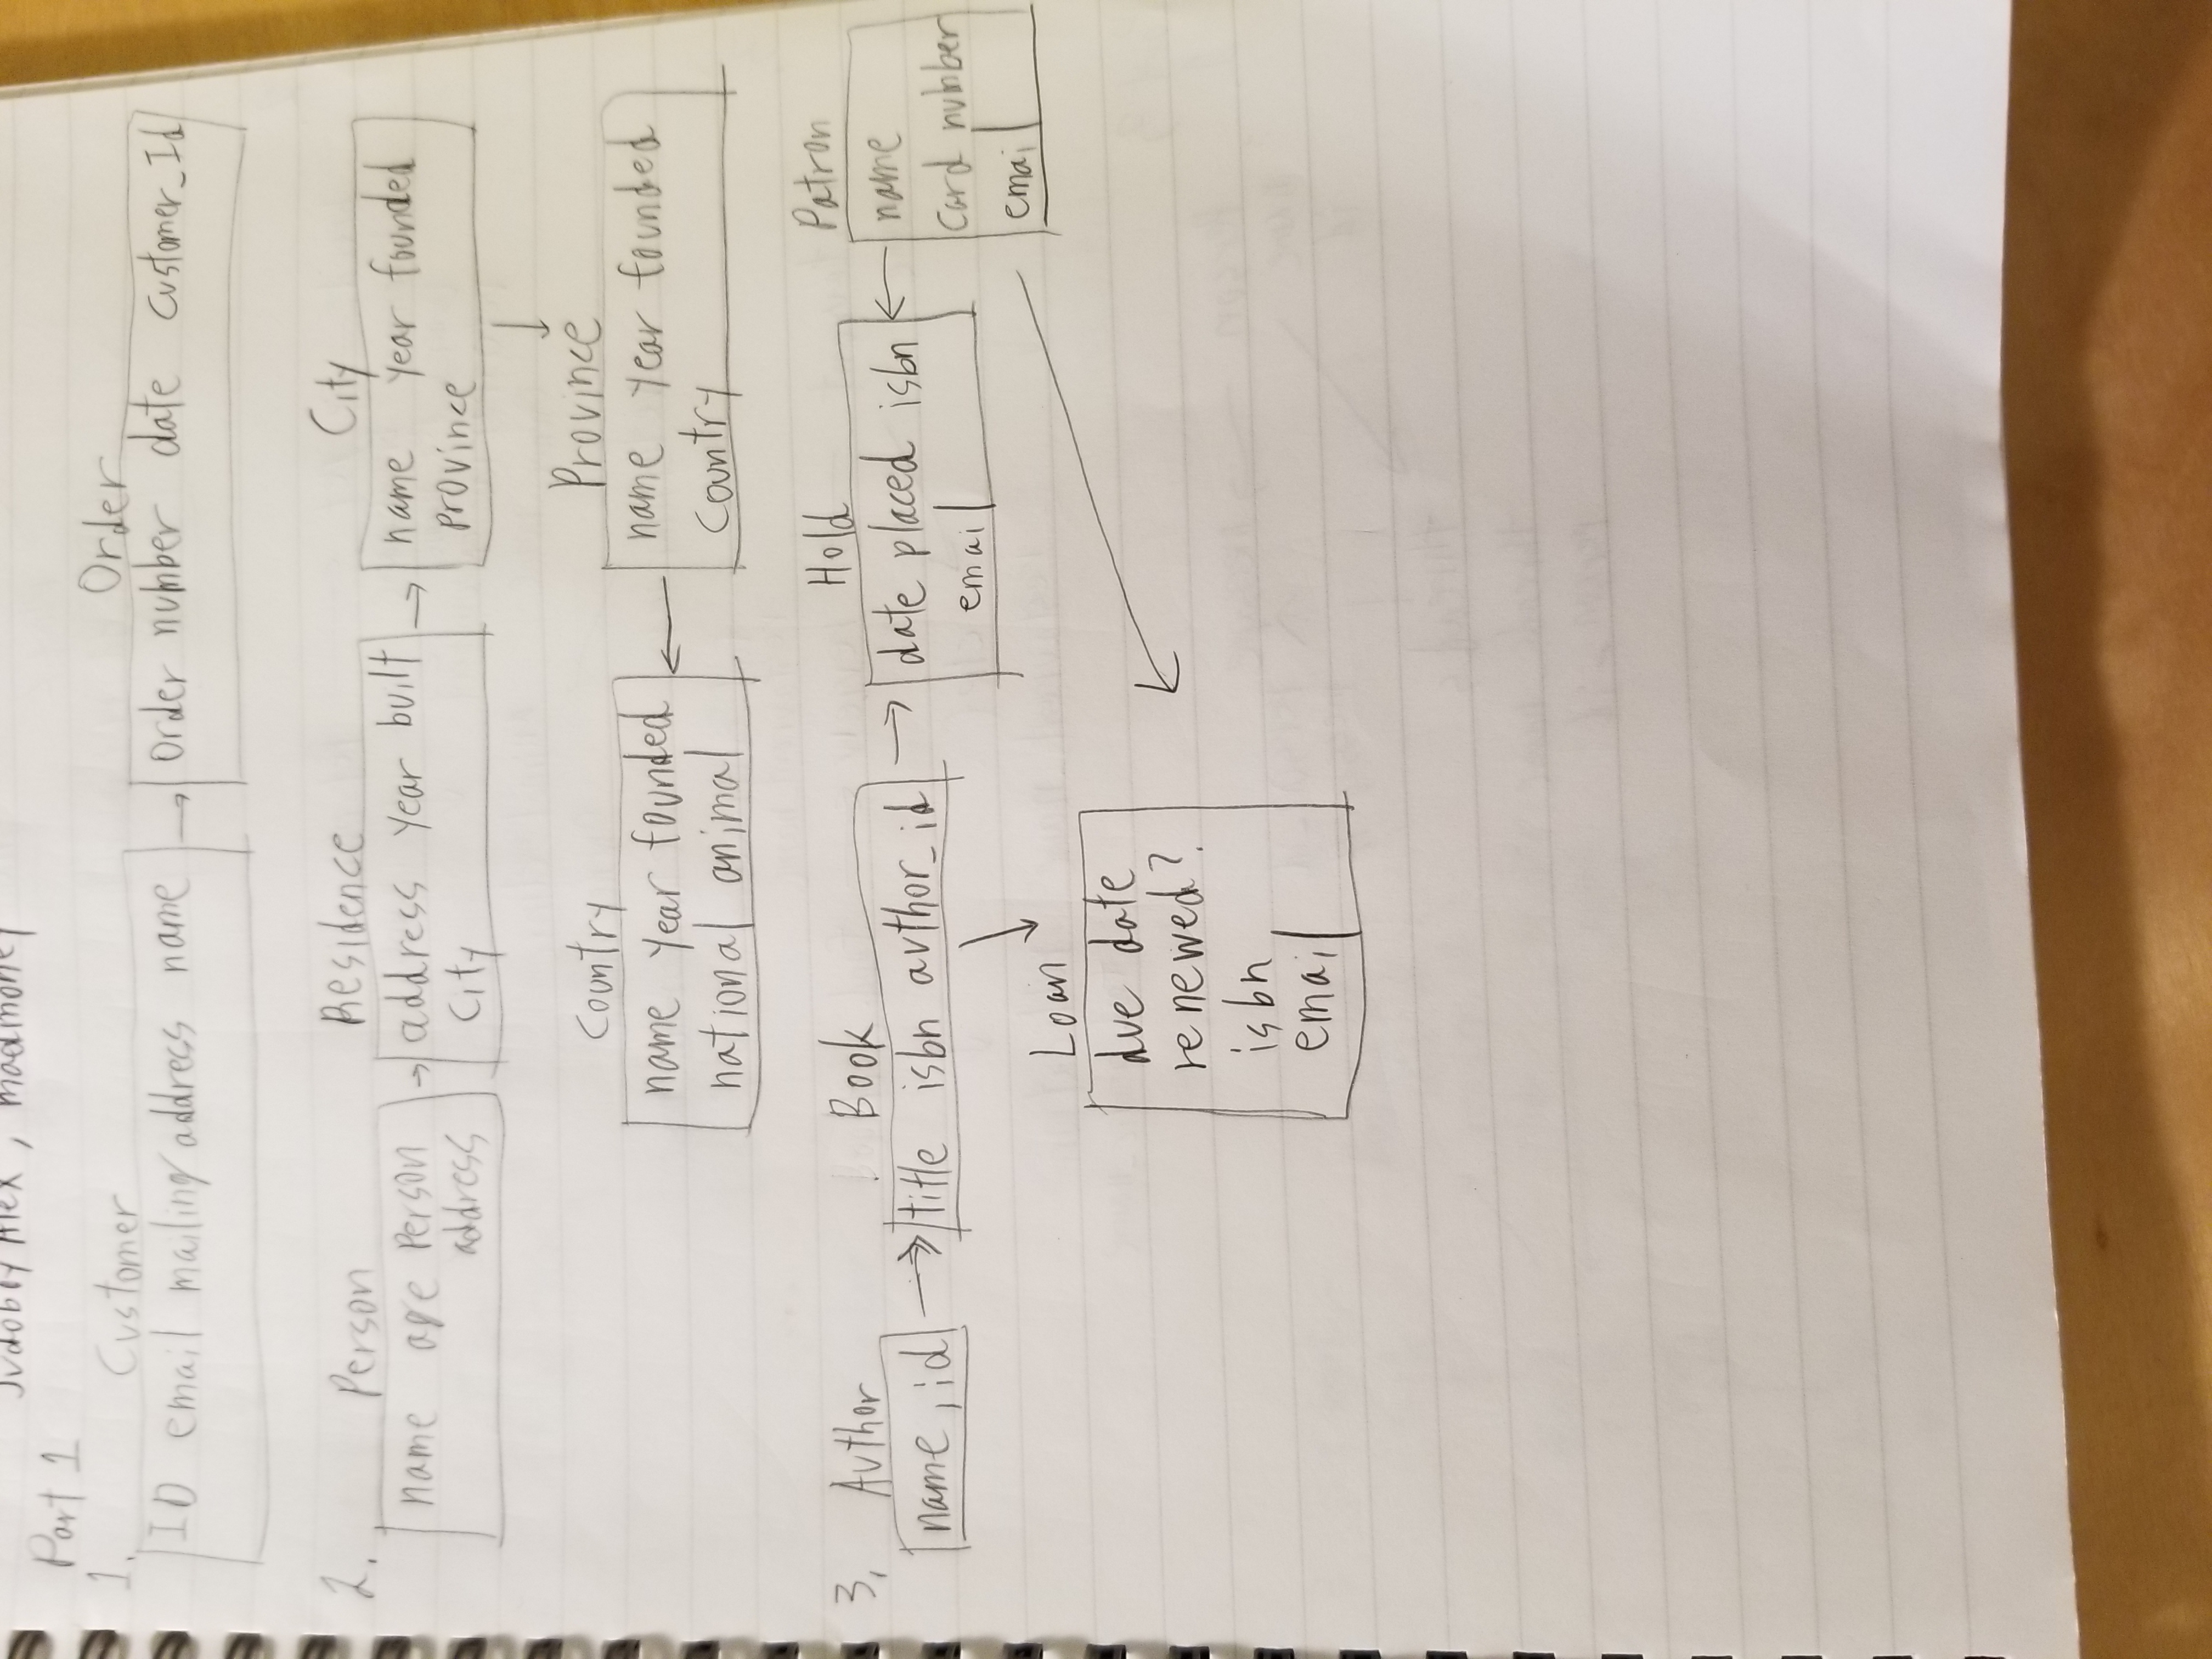 Alex, madmoney
Part 1
1. Customer Order
ID email mailing address name Order number date Customer_Id
2. Person Residence City
name age Person address year built name year founded
address City Province
Country Province
name year founded name year founded
national animal Country
3. Author Book Hold Patron
name, id title isbn author_id date placed isbn name
email card number
email
Loan
due date
renewed?
isbn
email